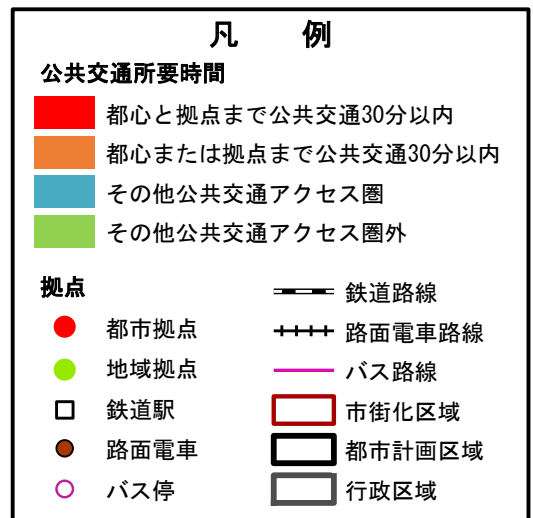 凡 例
公共交通所要時間
都心と拠点まで公共交通30分以内
都心または拠点まで公共交通30分以内
その他公共交通アクセス圏
その他公共交通アクセス圏外
拠点
都市拠点
地域拠点
鉄道駅
路面電車
バス停
鉄道路線
路面電車路線
バス路線
市街化区域
都市計画区域
行政区域